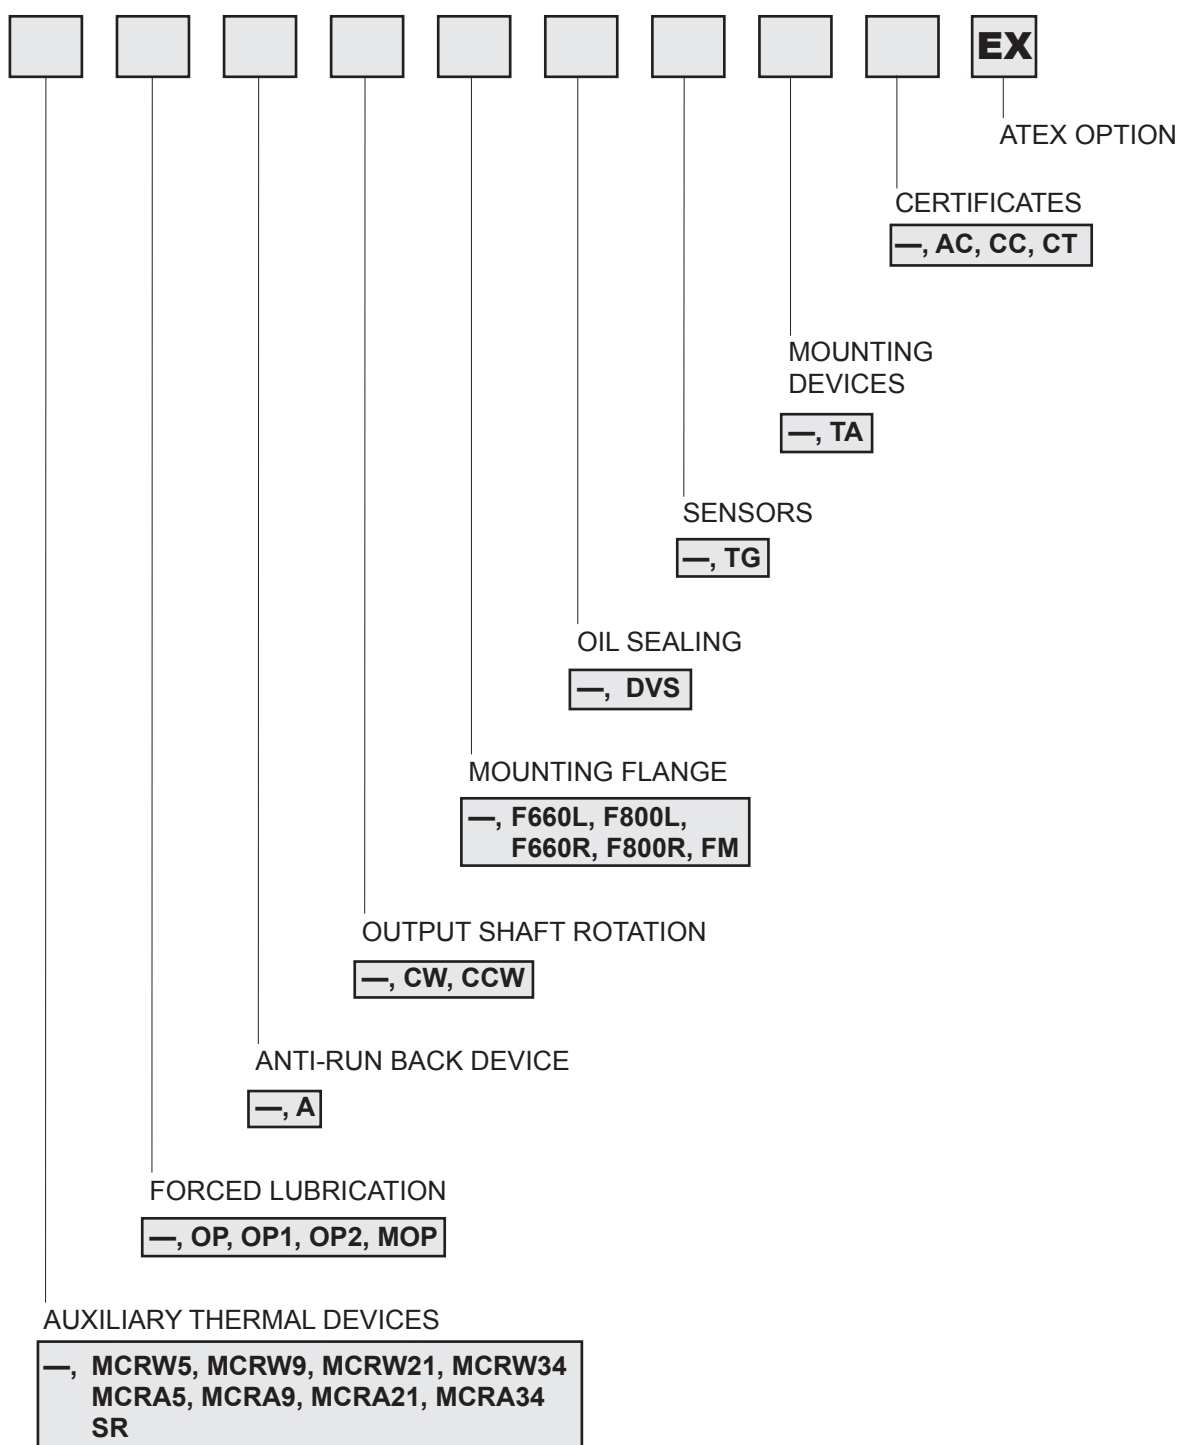 EX
ATEX OPTION
CERTIFICATES
—, AC, CC, CT
MOUNTING
DEVICES
—, TA
SENSORS
—, TG
OIL SEALING
—, DVS
MOUNTING FLANGE
—, F660L, F800L,
F660R, F800R, FM
OUTPUT SHAFT ROTATION
—, CW, CCW
ANTI-RUN BACK DEVICE
—, A
FORCED LUBRICATION
—, OP, OP1, OP2, MOP
AUXILIARY THERMAL DEVICES
—, MCRW5, MCRW9, MCRW21, MCRW34
MCRA5, MCRA9, MCRA21, MCRA34
SR